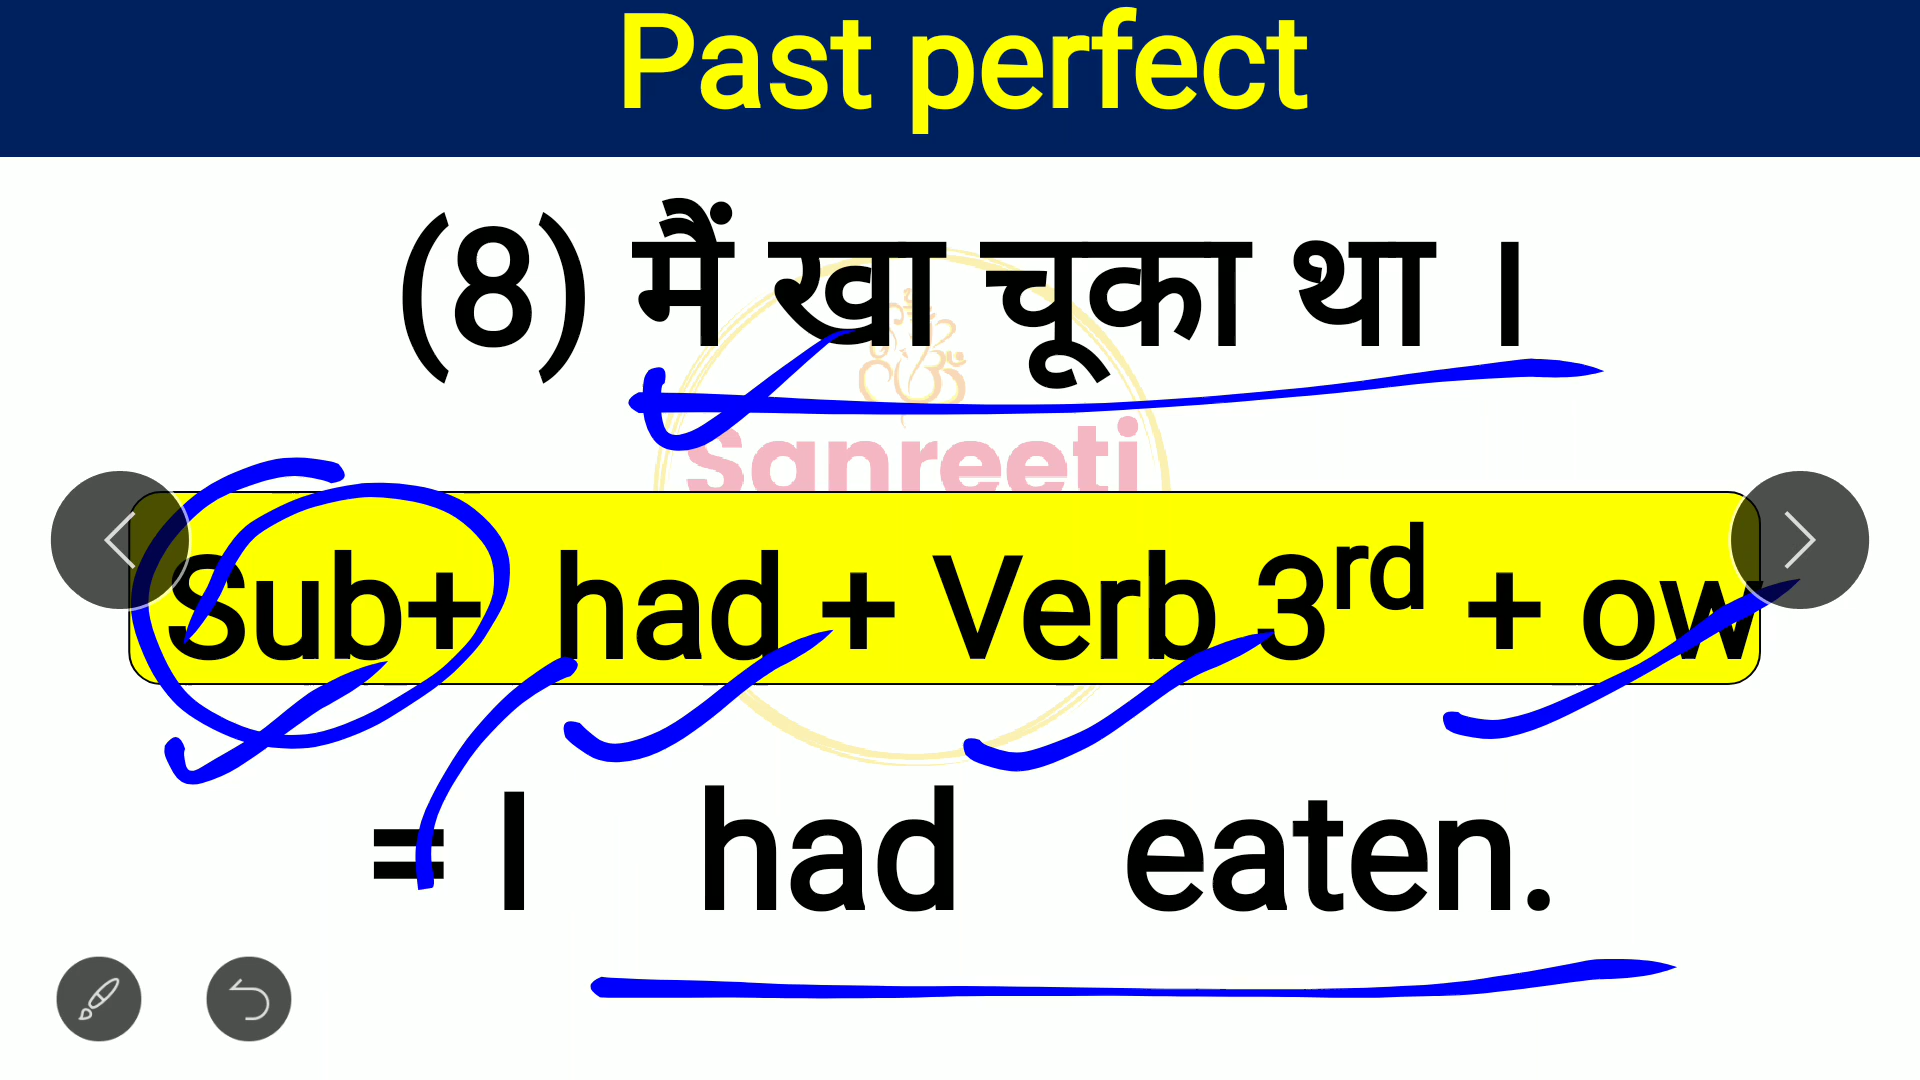 Past perfect
(8) मैं खा चूका था ।
Sanreeti
Sub+ had + Verb 3rd + ow
= I had eaten.